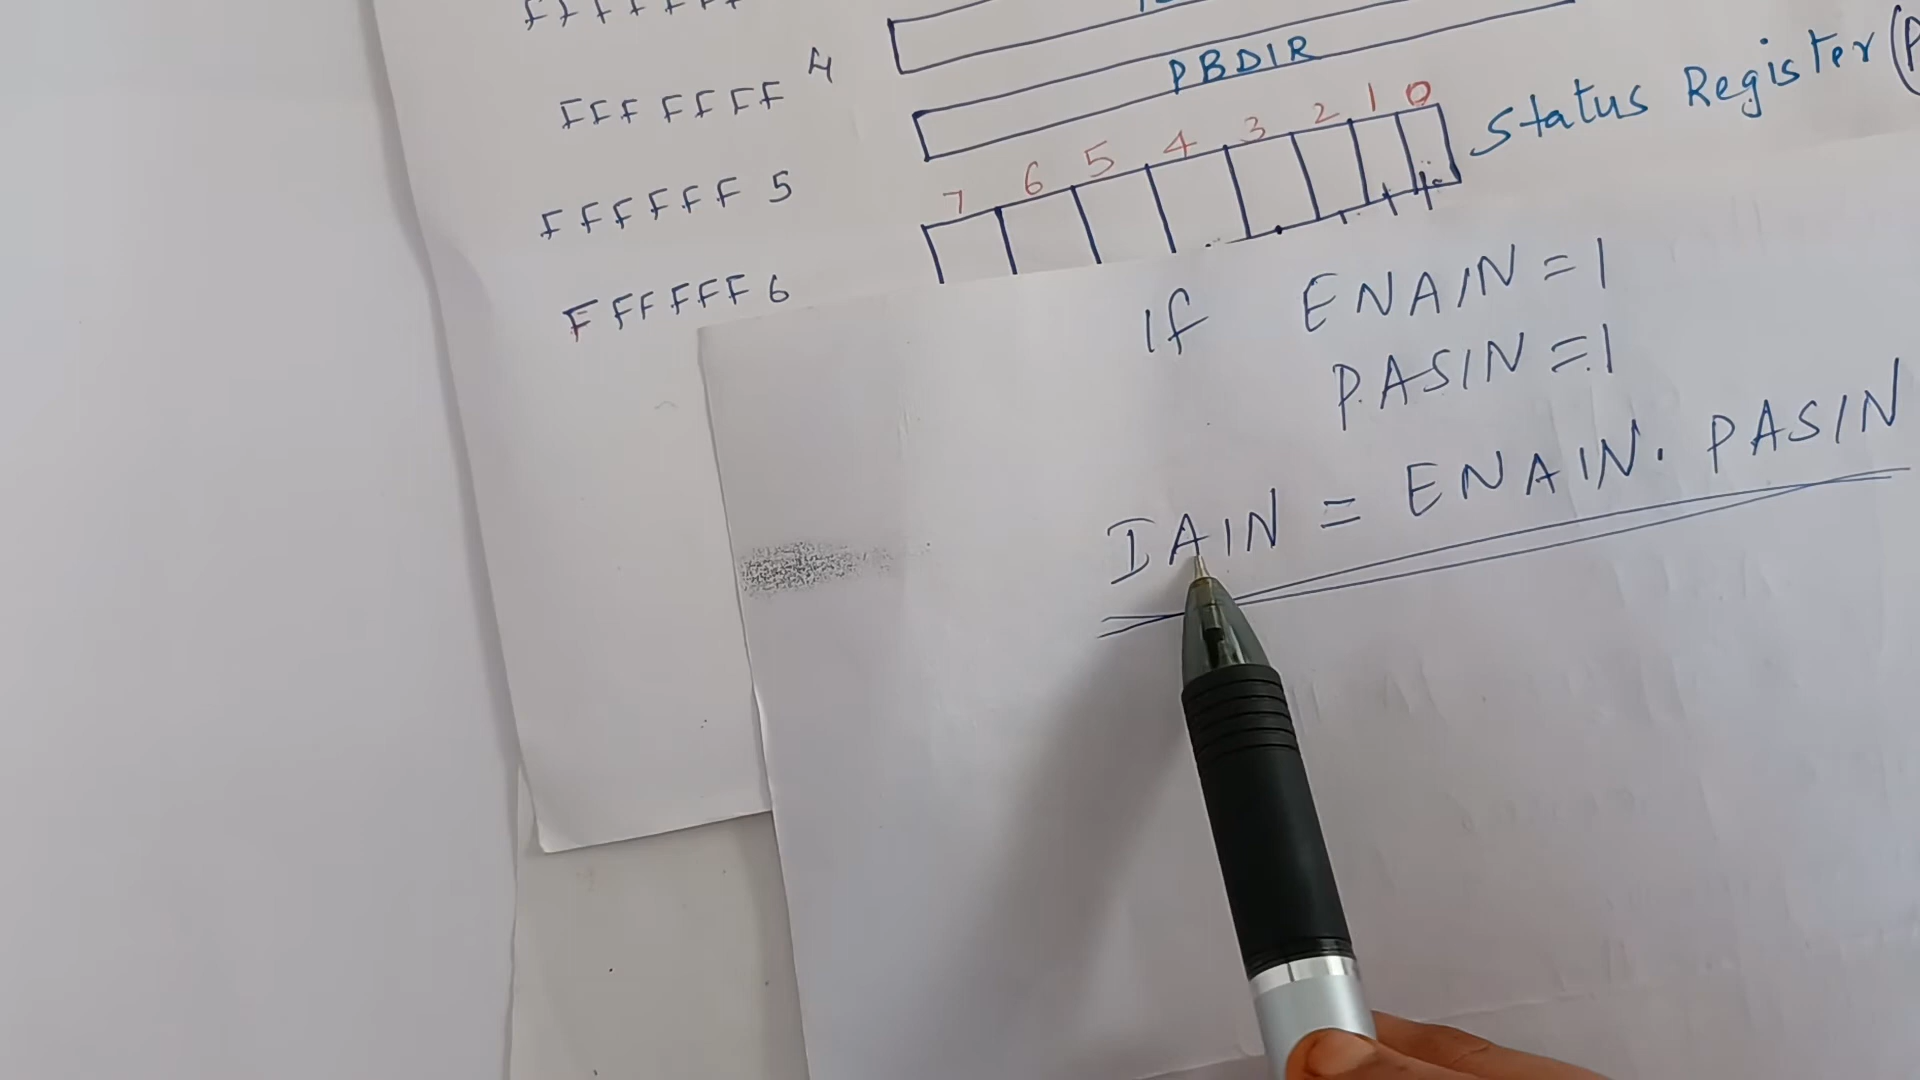 FFFFFF 4
PBDIR
7 6 5 4 3 2 1 0
Status Register
FFFFFF 5
FFFFFF 6
If ENAIN = 1
PASIN = 1
IAIN = ENAIN. PASIN